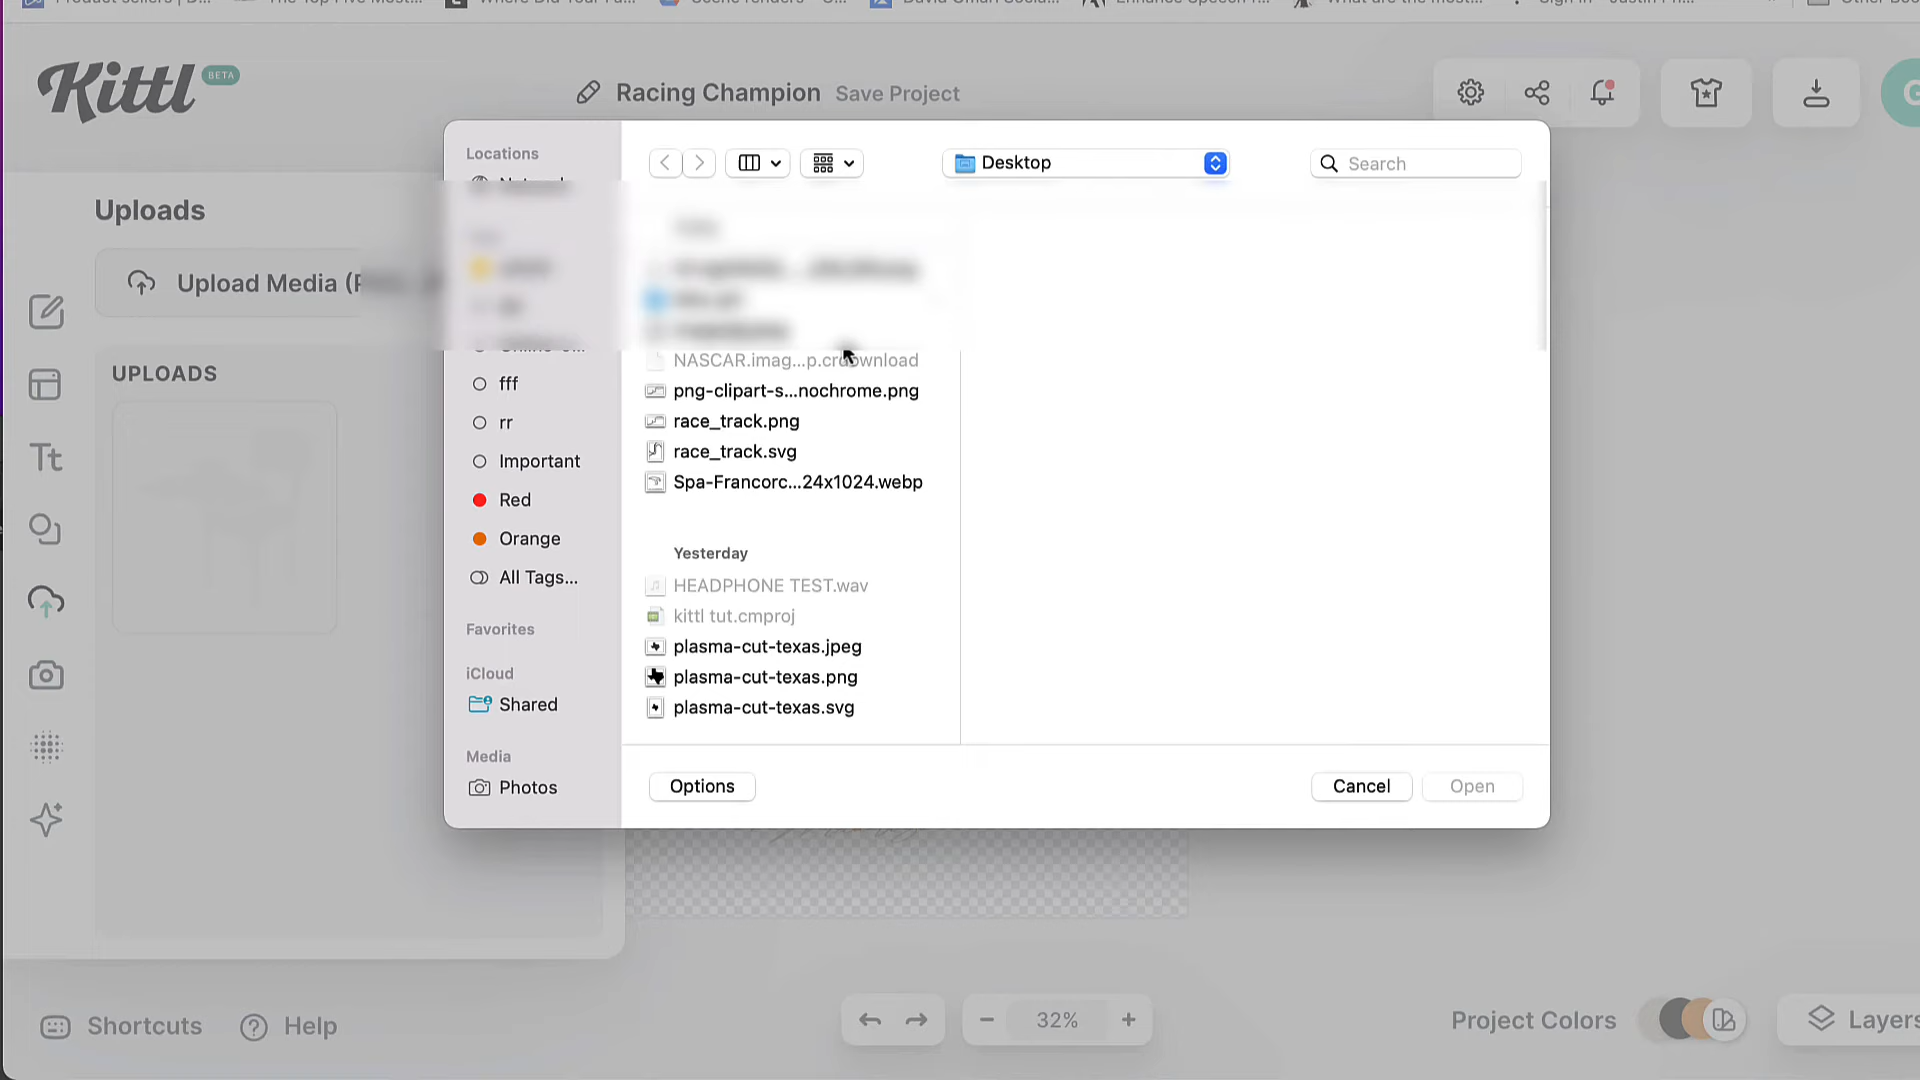 Kittl BETA
Racing Champion Save Project
Uploads
Upload Media (
UPLOADS
Locations
fff
rr
Important
Red
Orange
All Tags...
Favorites
iCloud
Shared
Media
Photos
Desktop
Search
NASCAR.imag...p.crdownload
png-clipart-s...nochrome.png
race_track.png
race_track.svg
Spa-Francorc...24x1024.webp
Yesterday
HEADPHONE TEST.wav
kittl tut.cmproj
plasma-cut-texas.jpeg
plasma-cut-texas.png
plasma-cut-texas.svg
Options
Cancel
Open
Shortcuts
Help
32%
Project Colors
Layers